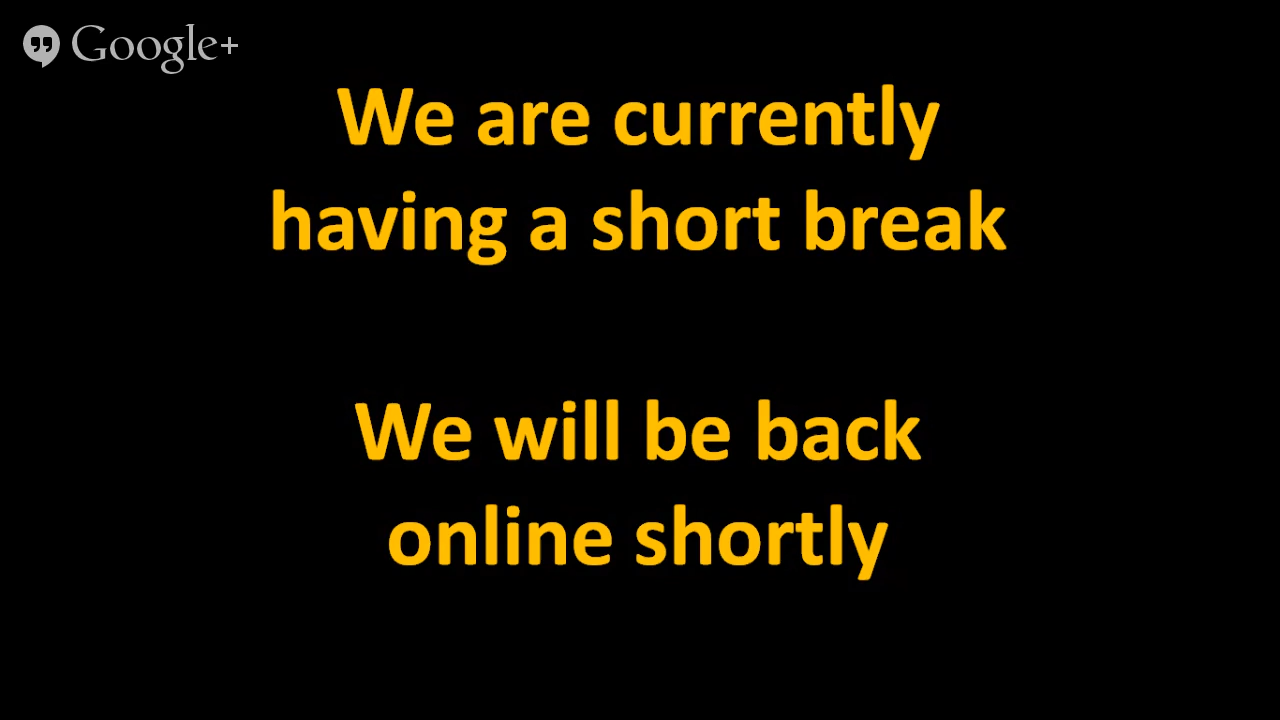 Google+
We are currently
having a short break
We will be back
online shortly